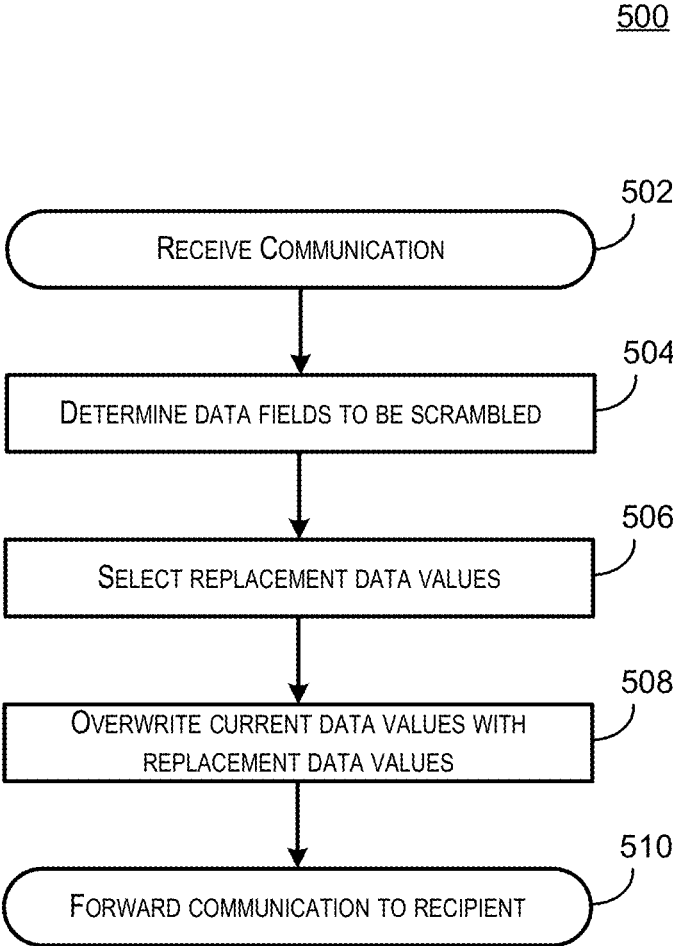 500
502
RECEIVE COMMUNICATION
504
DETERMINE DATA FIELDS TO BE SCRAMBLED
506
SELECT REPLACEMENT DATA VALUES
508
OVERWRITE CURRENT DATA VALUES WITH
REPLACEMENT DATA VALUES
510
FORWARD COMMUNICATION TO RECIPIENT